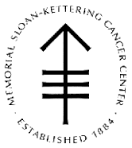 MEMORIAL SLOAN-KETTERING CANCER CENTER
· ESTABLISHED 1884 ·